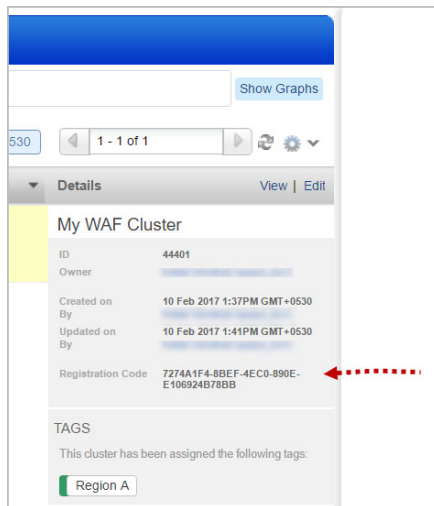 Show Graphs
530
1 - 1 of 1
Details View | Edit
My WAF Cluster
ID 44401
Owner
Created on 10 Feb 2017 1:37PM GMT+0530
By
Updated on 10 Feb 2017 1:41PM GMT+0530
By
Registration Code 7274A1F4-8BEF-4EC0-890E-
E106924B78BB
TAGS
This cluster has been assigned the following tags:
Region A